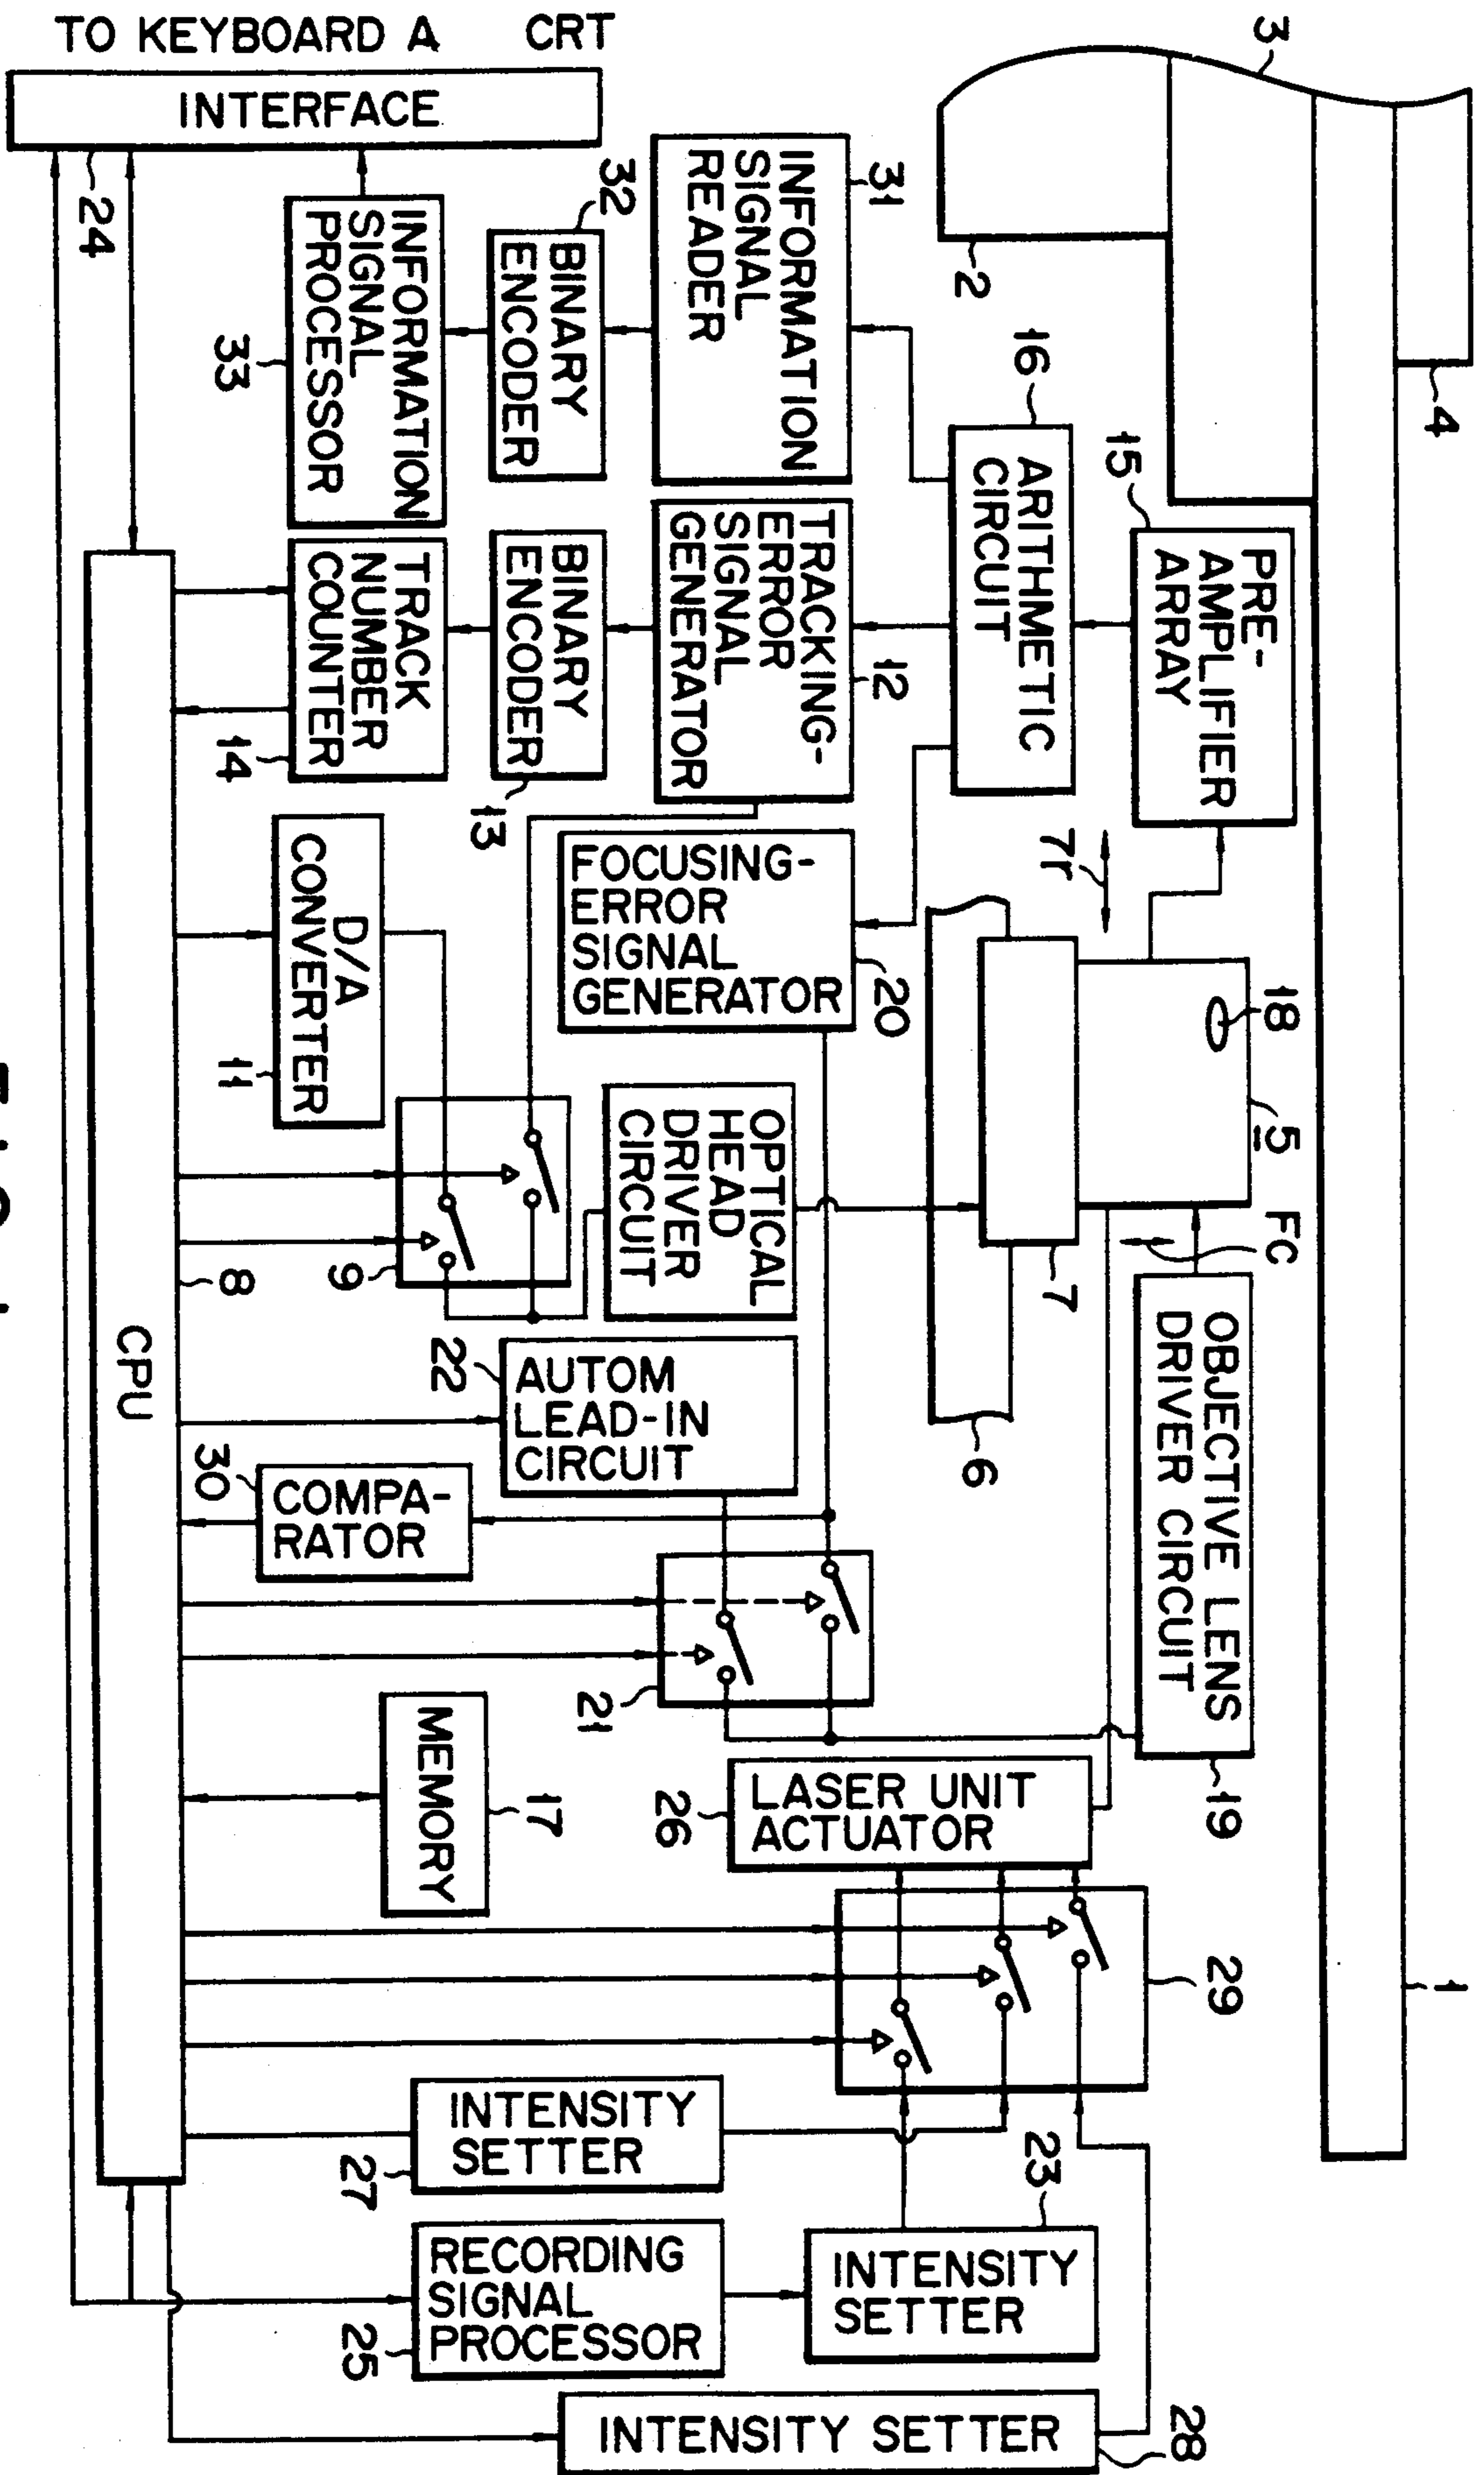 TO KEYBOARD A CRT
INTERFACE
24
3
4
2
31
INFORMATION
SIGNAL
READER
32
BINARY
ENCODER
INFORMATION
SIGNAL
PROCESSOR
33
16
ARITHMETIC
CIRCUIT
15
PRE-
AMPLIFIER
ARRAY
TRACKING-
ERROR
SIGNAL
GENERATOR
12
BINARY
ENCODER
13
TRACK
NUMBER
COUNTER
14
7r
18
5
FC
7
6
FOCUSING-
ERROR
SIGNAL
GENERATOR
20
D/A
CONVERTER
11
9
OPTICAL
HEAD
DRIVER
CIRCUIT
OBJECTIVE LENS
DRIVER CIRCUIT
19
8
CPU
22
AUTOM
LEAD-IN
CIRCUIT
30
COMPA-
RATOR
21
MEMORY
17
LASER UNIT
ACTUATOR
26
29
1
INTENSITY
SETTER
27
23
INTENSITY
SETTER
RECORDING
SIGNAL
PROCESSOR
25
INTENSITY SETTER
28